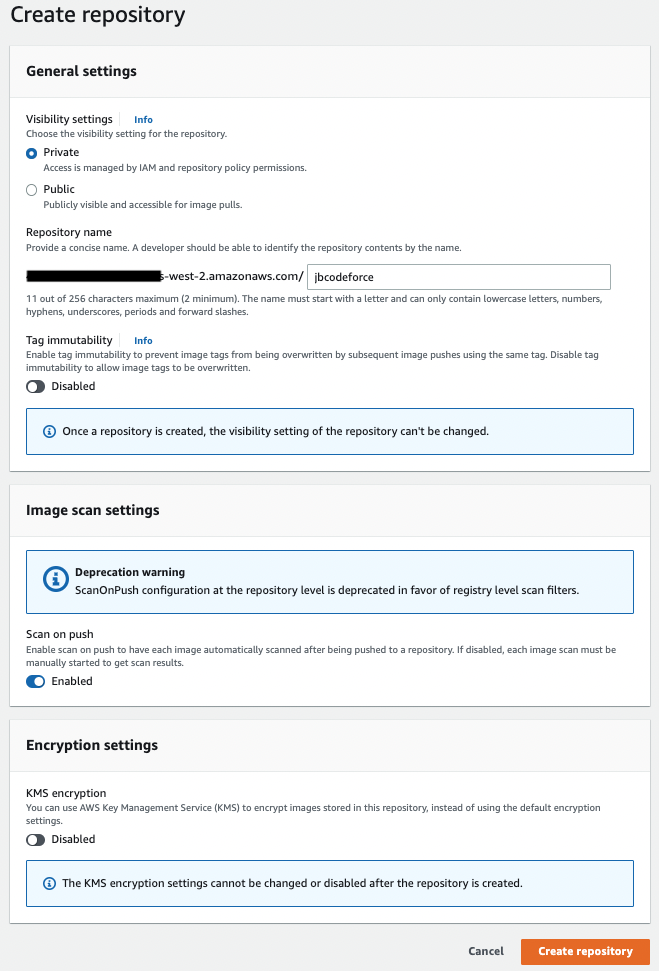 Create repository
General settings
Visibility settings Info
Choose the visibility setting for the repository.
Private
Access is managed by IAM and repository policy permissions.
Public
Publicly visible and accessible for image pulls.
Repository name
Provide a concise name. A developer should be able to identify the repository contents by the name.
s-west-2.amazonaws.com/ jbcodeforce
11 out of 256 characters maximum (2 minimum). The name must start with a letter and can only contain lowercase letters, numbers,
hyphens, underscores, periods and forward slashes.
Tag immutability Info
Enable tag immutability to prevent image tags from being overwritten by subsequent image pushes using the same tag. Disable tag
immutability to allow image tags to be overwritten.
Disabled
Once a repository is created, the visibility setting of the repository can't be changed.
Image scan settings
Deprecation warning
ScanOnPush configuration at the repository level is deprecated in favor of registry level scan filters.
Scan on push
Enable scan on push to have each image automatically scanned after being pushed to a repository. If disabled, each image scan must be
manually started to get scan results.
Enabled
Encryption settings
KMS encryption
You can use AWS Key Management Service (KMS) to encrypt images stored in this repository, instead of using the default encryption
settings.
Disabled
The KMS encryption settings cannot be changed or disabled after the repository is created.
Cancel Create repository